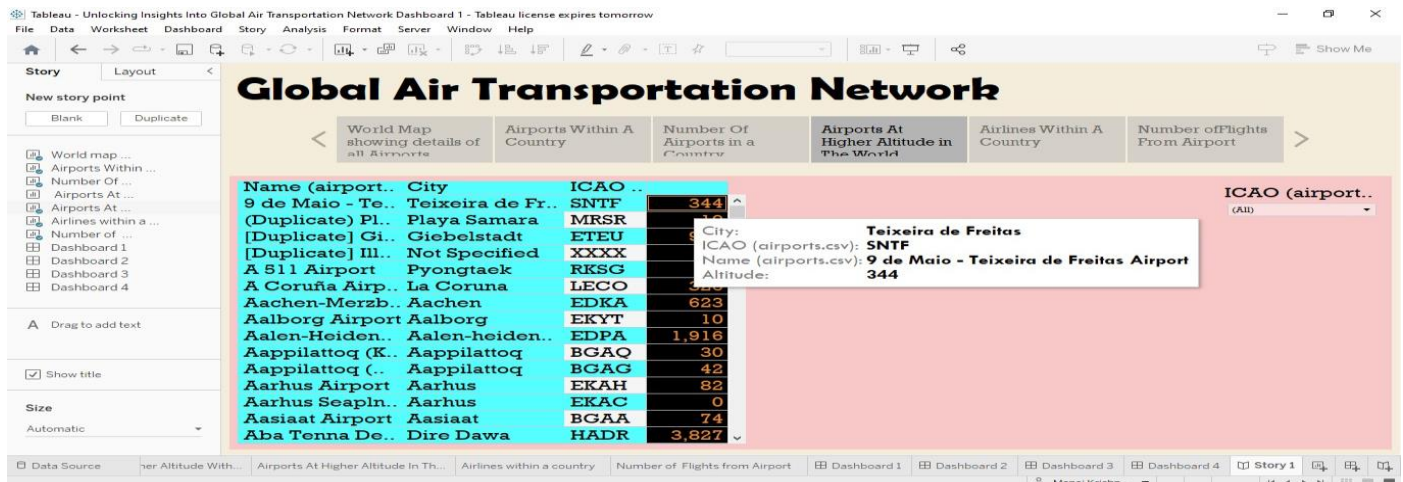 Tableau - Unlocking Insights Into Global Air Transportation Network Dashboard 1 - Tableau license expires tomorrow
File Data Worksheet Dashboard Story Analysis Format Server Window Help
Show Me
Story Layout <
New story point
Blank Duplicate
World map ...
Airports Within ...
Number Of ...
Airports At ...
Airports At ...
Airlines within a ...
Number of ...
Dashboard 1
Dashboard 2
Dashboard 3
Dashboard 4
A Drag to add text
Show title
Size
Automatic
Global Air Transportation Network
World Map showing details of all Airports
Airports Within A Country
Number Of Airports in a Country
Airports At Higher Altitude in The World
Airlines Within A Country
Number ofFlights From Airport
Name (airport.. City ICAO ..
9 de Maio - Te.. Teixeira de Fr.. SNTF 344
(Duplicate) Pl.. Playa Samara MRSR
[Duplicate] Gi.. Giebelstadt ETEU
[Duplicate] Ill.. Not Specified XXXX
A 511 Airport Pyongtaek RKSG
A Coruña Airp.. La Coruna LECO
Aachen-Merzb.. Aachen EDKA 623
Aalborg Airport Aalborg EKYT 10
Aalen-Heiden.. Aalen-heiden.. EDPA 1,916
Aappilattoq (K.. Aappilattoq BGAQ 30
Aappilattoq (.. Aappilattoq BGAG 42
Aarhus Airport Aarhus EKAH 82
Aarhus Seapln.. Aarhus EKAC 0
Aasiaat Airport Aasiaat BGAA 74
Aba Tenna De.. Dire Dawa HADR 3,827
City: Teixeira de Freitas
ICAO (airports.csv): SNTF
Name (airports.csv): 9 de Maio - Teixeira de Freitas Airport
Altitude: 344
ICAO (airport..
(All)
Data Source her Altitude With... Airports At Higher Altitude In Th... Airlines within a country Number of Flights from Airport Dashboard 1 Dashboard 2 Dashboard 3 Dashboard 4 Story 1